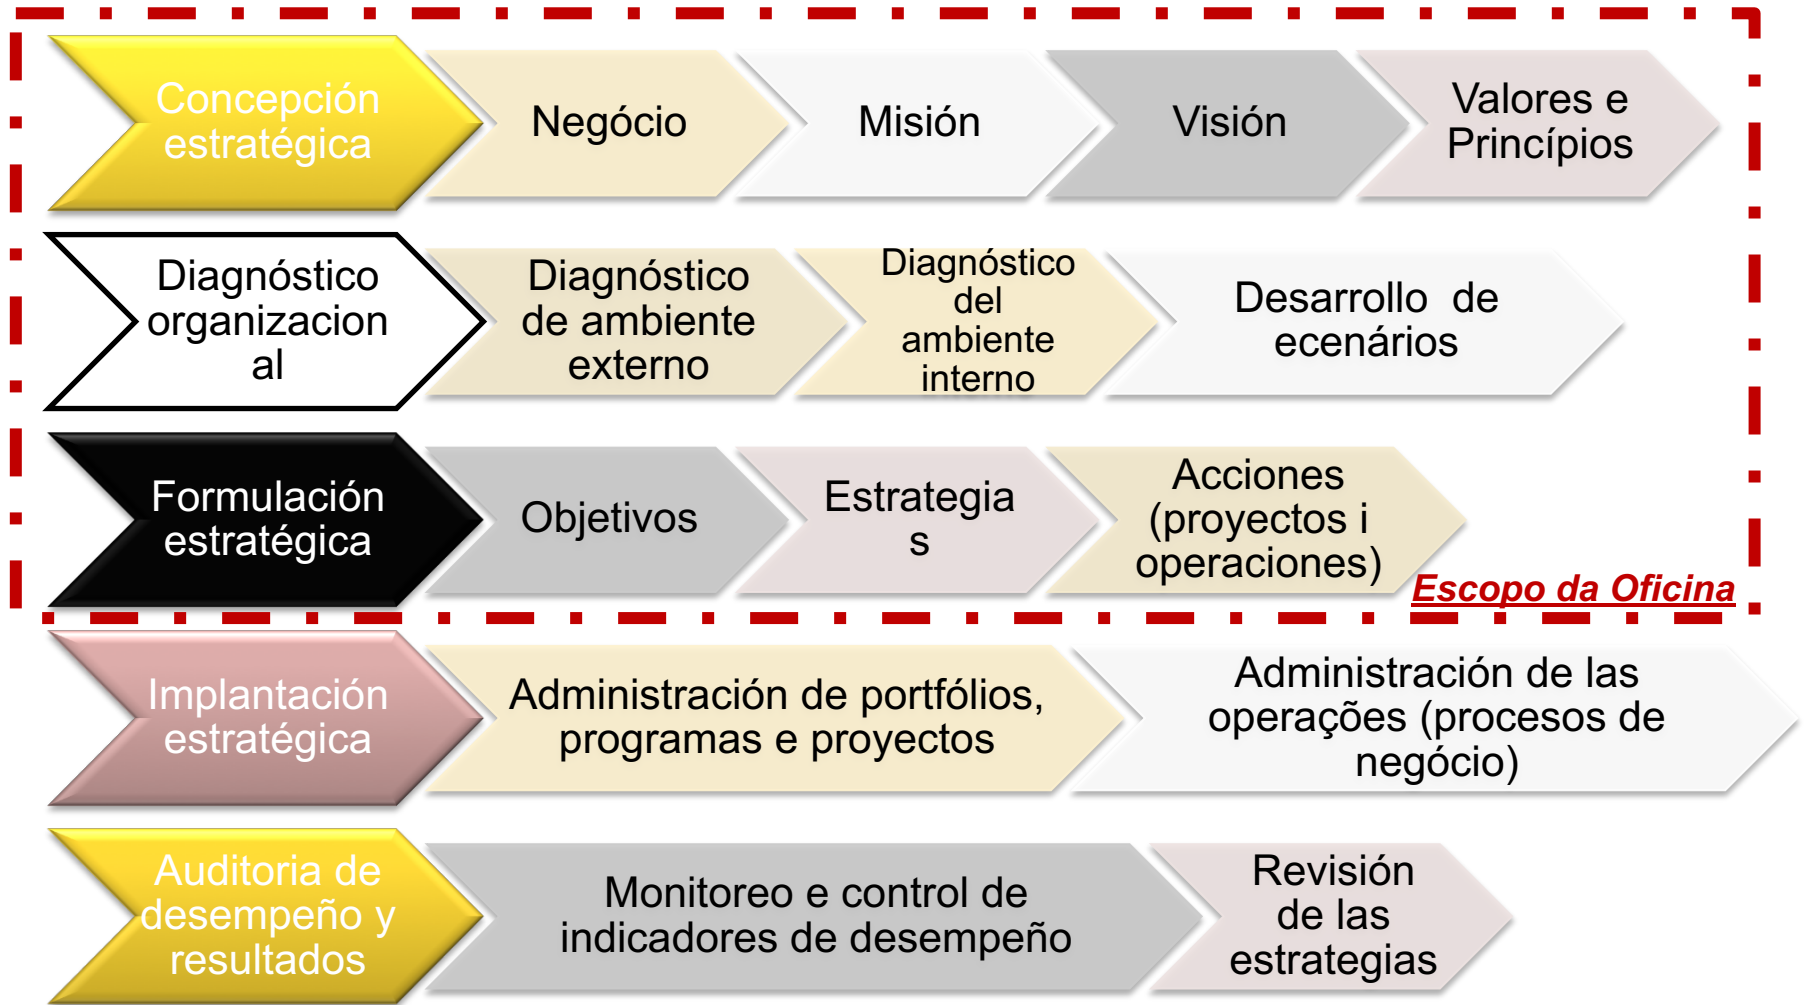 Concepción
estratégica
Negócio
Misión
Visión
Valores e
Princípios
Diagnóstico
organizacion
al
Diagnóstico
de ambiente
externo
Diagnóstico
del
ambiente
interno
Desarrollo  de
ecenários
Formulación
estratégica
Objetivos
Estrategia
s
Acciones
(proyectos i
operaciones)
Escopo da Oficina
Implantación
estratégica
Administración de portfólios,
programas e proyectos
Administración de las
operações (procesos de
negócio)
Auditoria de
desempeño y
resultados
Monitoreo e control de
indicadores de desempeño
Revisión
de las
estrategias